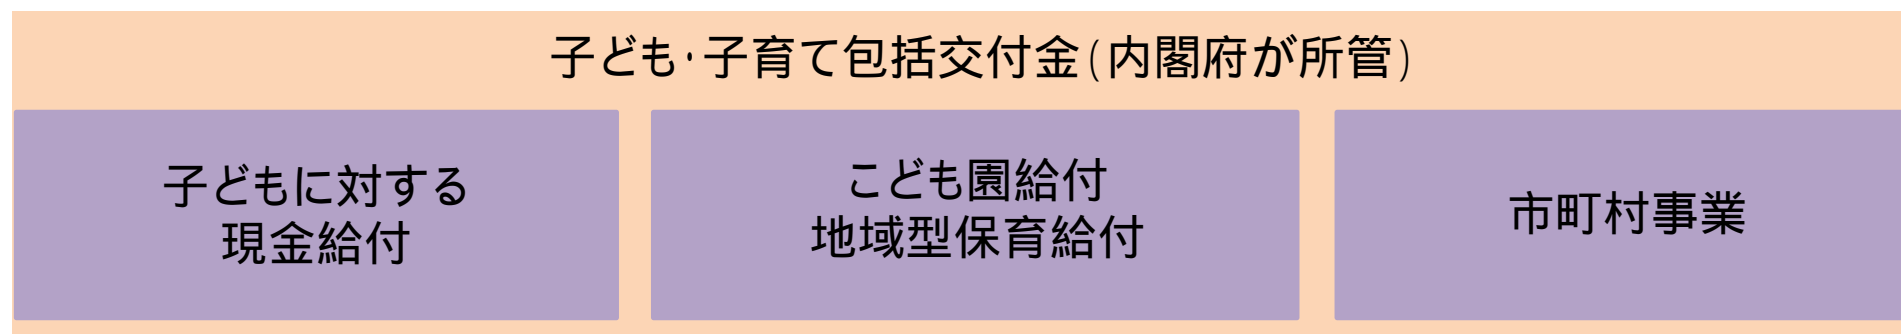 子ども・子育て包括交付金(内閣府が所管)
子どもに対する
現金給付
こども園給付
地域型保育給付
市町村事業